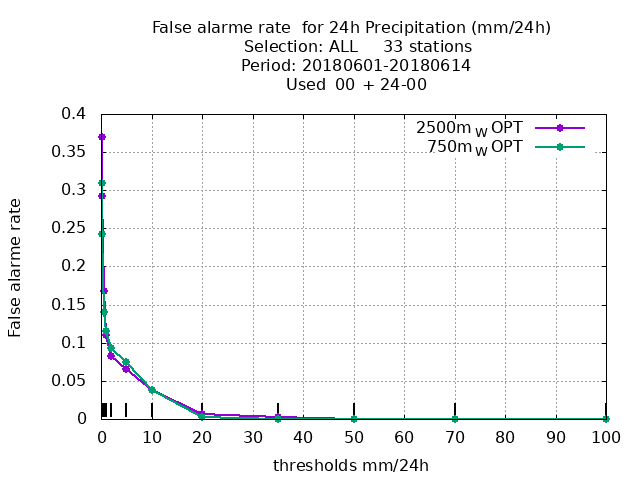 False alarme rate  for 24h Precipitation (mm/24h)
Selection: ALL     33 stations
Period: 20180601-20180614
Used  00 + 24-00
2500m W OPT
750m W OPT
0.4
0.35
0.3
0.25
0.2
0.15
0.1
0.05
0
False alarme rate
0 10 20 30 40 50 60 70 80 90 100
thresholds mm/24h